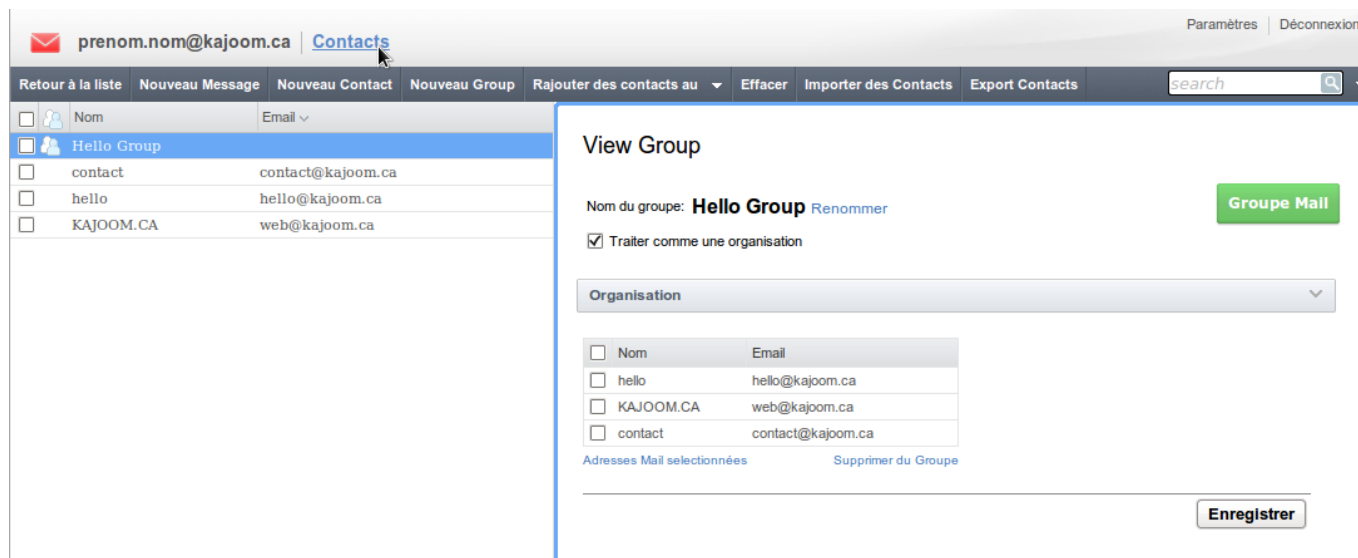 Paramètres Déconnexion
prenom.nom@kajoom.ca Contacts
Retour à la liste Nouveau Message Nouveau Contact Nouveau Group Rajouter des contacts au Effacer Importer des Contacts Export Contacts search
Nom Email
Hello Group
contact contact@kajoom.ca
hello hello@kajoom.ca
KAJOOM.CA web@kajoom.ca
View Group
Nom du groupe: Hello Group Renommer
Groupe Mail
Traiter comme une organisation
Organisation
Nom Email
hello hello@kajoom.ca
KAJOOM.CA web@kajoom.ca
contact contact@kajoom.ca
Adresses Mail selectionnées Supprimer du Groupe
Enregistrer